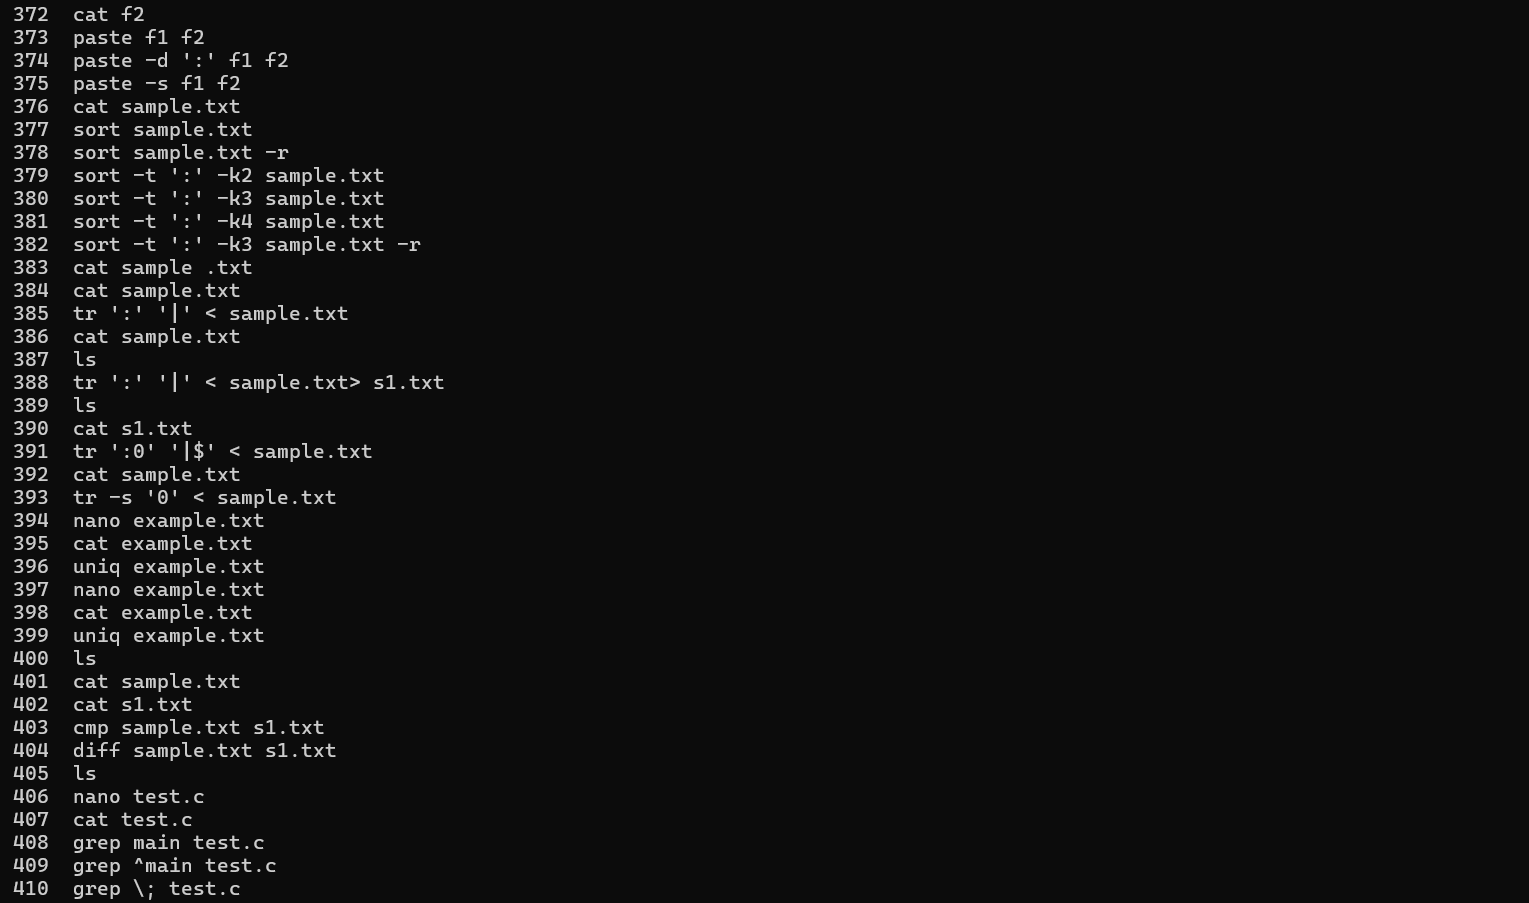 372  cat f2
373  paste f1 f2
374  paste -d ':' f1 f2
375  paste -s f1 f2
376  cat sample.txt
377  sort sample.txt
378  sort sample.txt -r
379  sort -t ':' -k2 sample.txt
380  sort -t ':' -k3 sample.txt
381  sort -t ':' -k4 sample.txt
382  sort -t ':' -k3 sample.txt -r
383  cat sample .txt
384  cat sample.txt
385  tr ':' '|' < sample.txt
386  cat sample.txt
387  ls
388  tr ':' '|' < sample.txt> s1.txt
389  ls
390  cat s1.txt
391  tr ':0' '|$' < sample.txt
392  cat sample.txt
393  tr -s '0' < sample.txt
394  nano example.txt
395  cat example.txt
396  uniq example.txt
397  nano example.txt
398  cat example.txt
399  uniq example.txt
400  ls
401  cat sample.txt
402  cat s1.txt
403  cmp sample.txt s1.txt
404  diff sample.txt s1.txt
405  ls
406  nano test.c
407  cat test.c
408  grep main test.c
409  grep ^main test.c
410  grep \; test.c